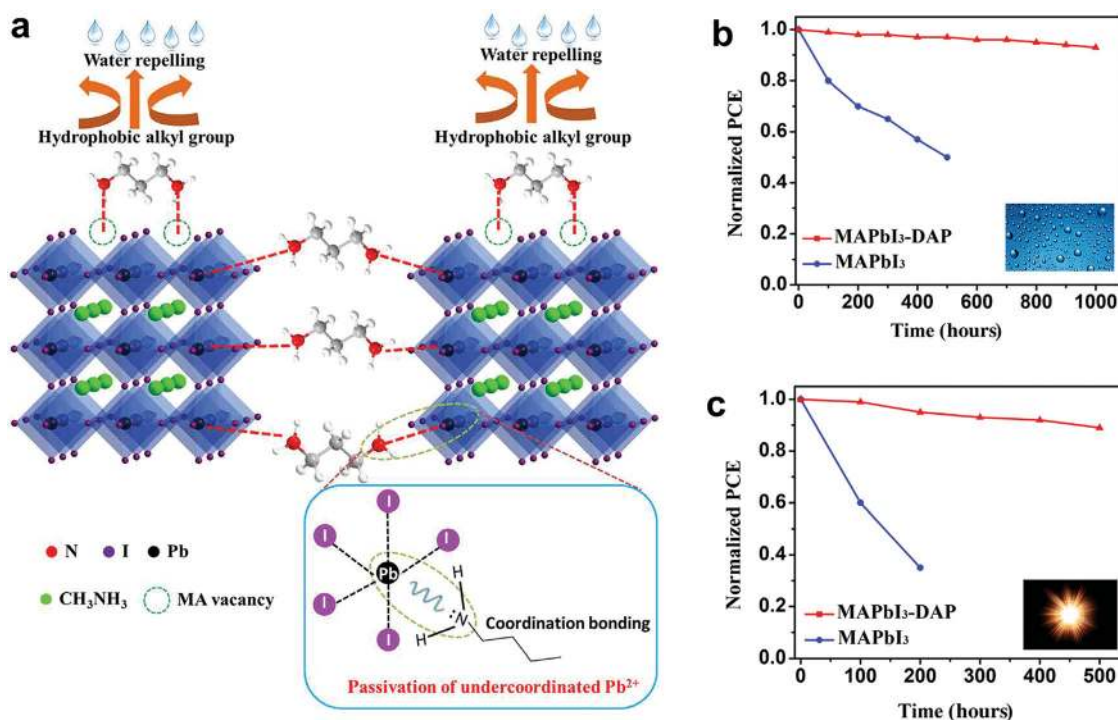 a
Water repelling
Hydrophobic alkyl group
Water repelling
Hydrophobic alkyl group
N
I
Pb
CH₃NH₃
MA vacancy
I
I
I
I
I
Pb
H
N
H
Coordination bonding
Passivation of undercoordinated Pb²⁺
b
Normalized PCE
1.0
0.8
0.6
0.4
0.2
0.0
MAPbI₃-DAP
MAPbI₃
0 200 400 600 800 1000
Time (hours)
c
Normalized PCE
1.0
0.8
0.6
0.4
0.2
0.0
MAPbI₃-DAP
MAPbI₃
0 100 200 300 400 500
Time (hours)